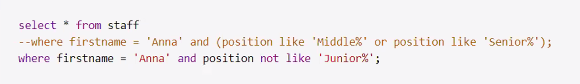 select * from staff
--where firstname = 'Anna' and (position like 'Middle%' or position like 'Senior%');
where firstname = 'Anna' and position not like 'Junior%';